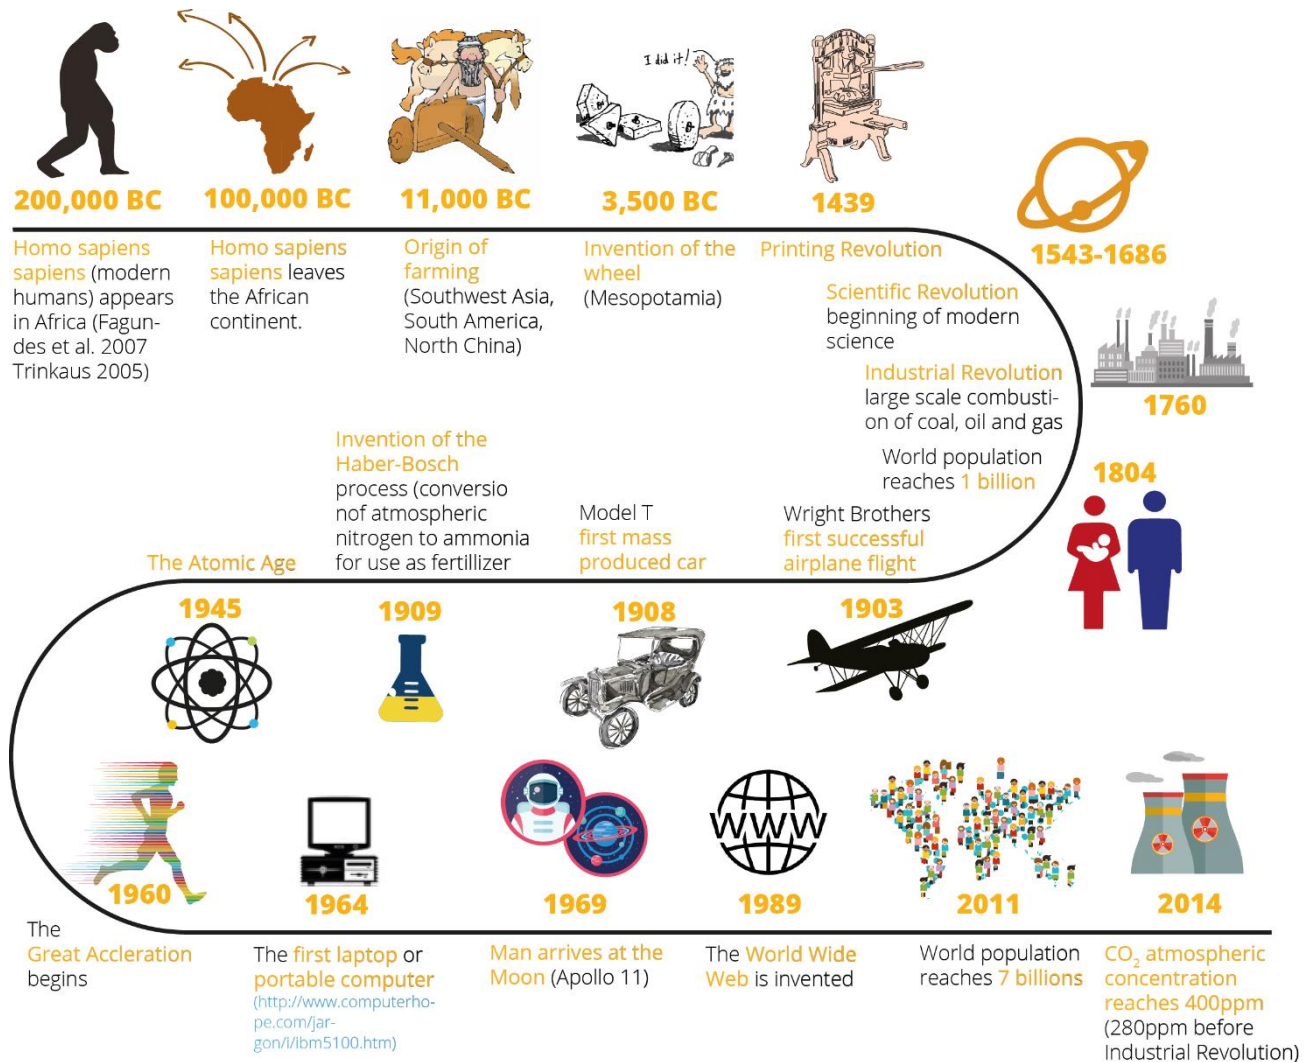 I did it!
200,000 BC
Homo sapiens
sapiens (modern
humans) appears
in Africa (Fagun-
des et al. 2007
Trinkaus 2005)
100,000 BC
Homo sapiens
sapiens leaves
the African
continent.
11,000 BC
Origin of
farming
(Southwest Asia,
South America,
North China)
3,500 BC
Invention of the
wheel
(Mesopotamia)
1439
Printing Revolution
1543-1686
Scientific Revolution
beginning of modern
science
1760
Industrial Revolution
large scale combusti-
on of coal, oil and gas
1804
World population
reaches 1 billion
Wright Brothers
first successful
airplane flight
1903
Model T
first mass
produced car
1908
Invention of the
Haber-Bosch
process (conversio
nof atmospheric
nitrogen to ammonia
for use as fertillizer
1909
The Atomic Age
1945
1960
The
Great Accleration
begins
1964
The first laptop or
portable computer
(http://www.computerho-
pe.com/jar-
gon/i/ibm5100.htm)
1969
Man arrives at the
Moon (Apollo 11)
WWW
1989
The World Wide
Web is invented
2011
World population
reaches 7 billions
2014
CO₂ atmospheric
concentration
reaches 400ppm
(280ppm before
Industrial Revolution)